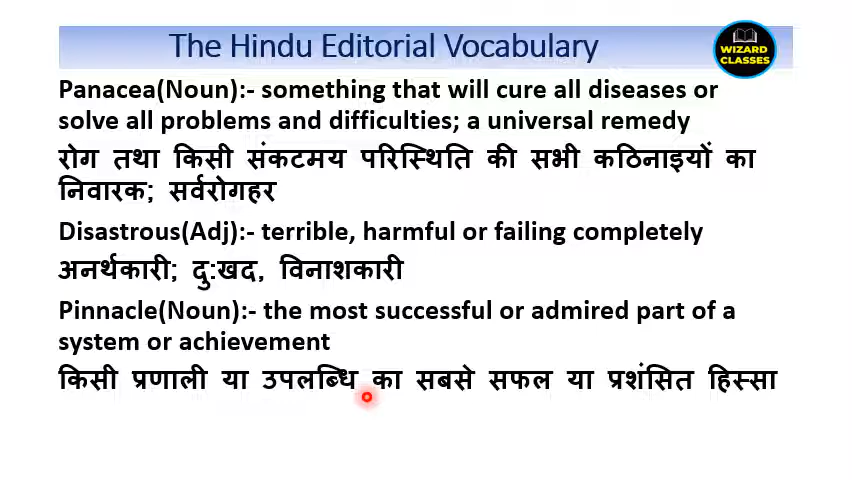 The Hindu Editorial Vocabulary
WIZARD
CLASSES
Panacea(Noun):- something that will cure all diseases or
solve all problems and difficulties; a universal remedy
रोग तथा किसी संकटमय परिस्थिति की सभी कठिनाइयों का
निवारक; सर्वरोगहर
Disastrous(Adj):- terrible, harmful or failing completely
अनर्थकारी; दु:खद, विनाशकारी
Pinnacle(Noun):- the most successful or admired part of a
system or achievement
किसी प्रणाली या उपलब्धि का सबसे सफल या प्रशंसित हिस्सा